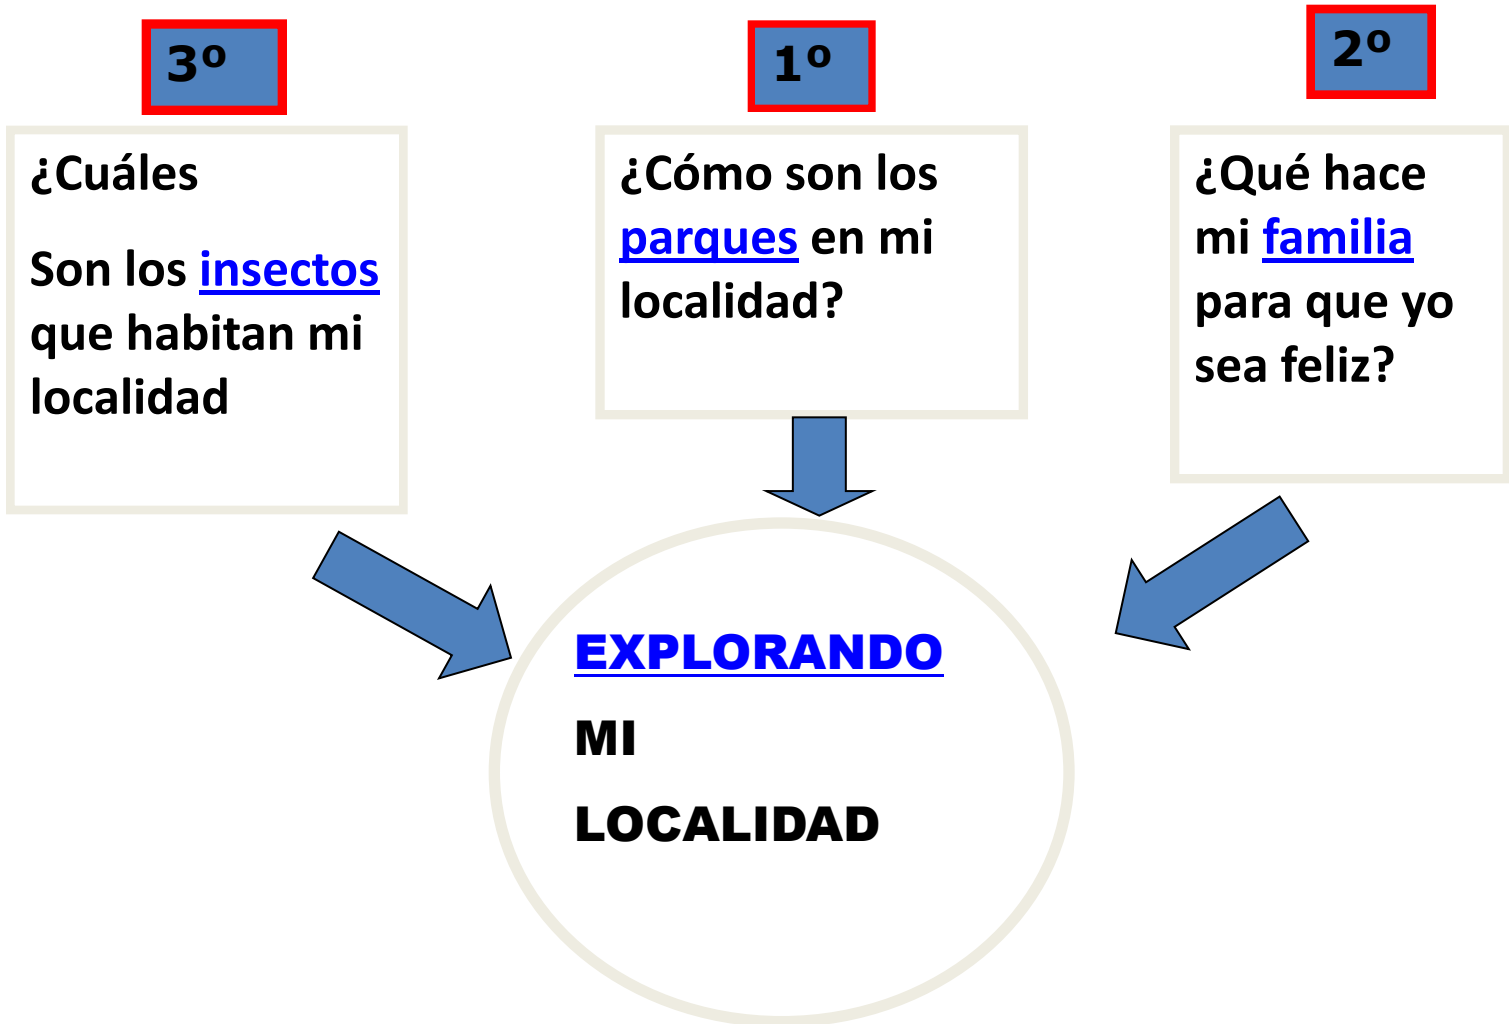 3º
¿Cuáles
Son los insectos
que habitan mi
localidad
1º
¿Cómo son los
parques en mi
localidad?
2º
¿Qué hace
mi familia
para que yo
sea feliz?
EXPLORANDO
MI
LOCALIDAD